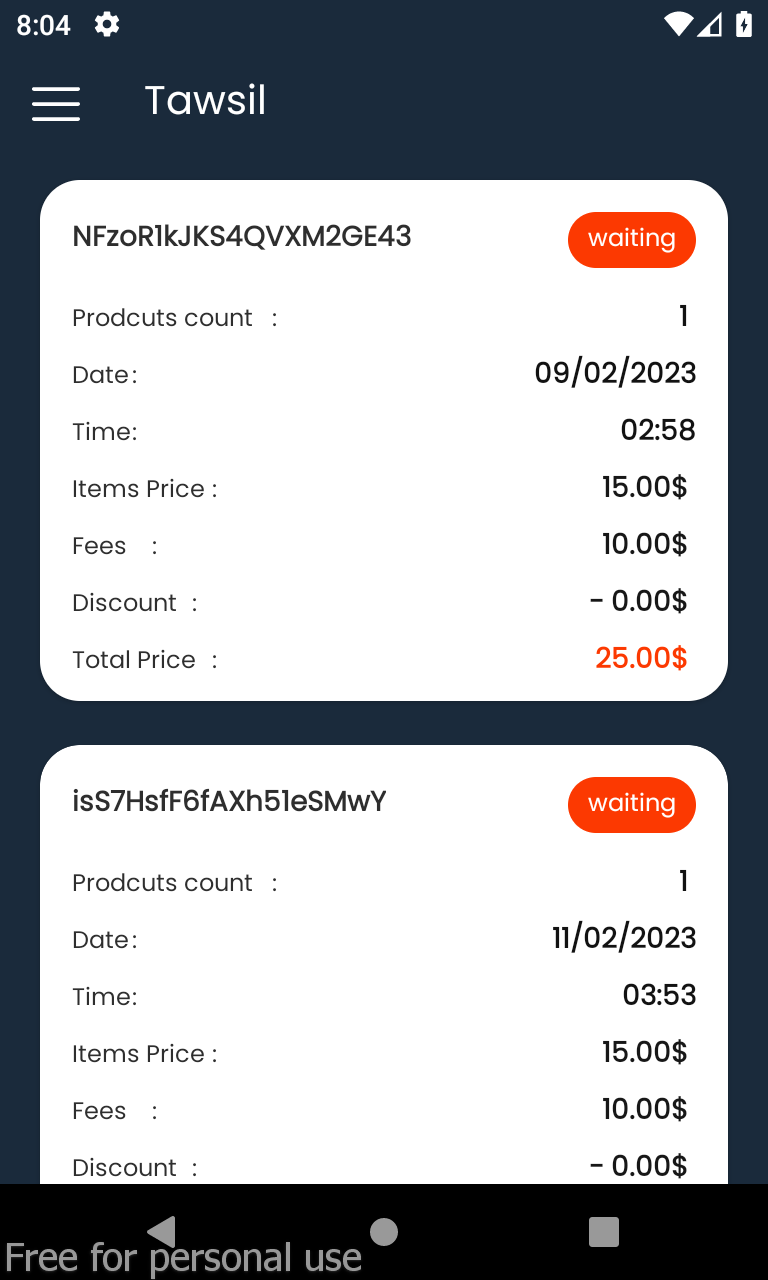 8:04
Tawsil
NFzoR1kJKS4QVXM2GE43 waiting
Prodcuts count : 1
Date: 09/02/2023
Time: 02:58
Items Price : 15.00$
Fees : 10.00$
Discount : - 0.00$
Total Price : 25.00$
isS7HsfF6fAXh51eSMwY waiting
Prodcuts count : 1
Date: 11/02/2023
Time: 03:53
Items Price : 15.00$
Fees : 10.00$
Discount : - 0.00$
Free for personal use